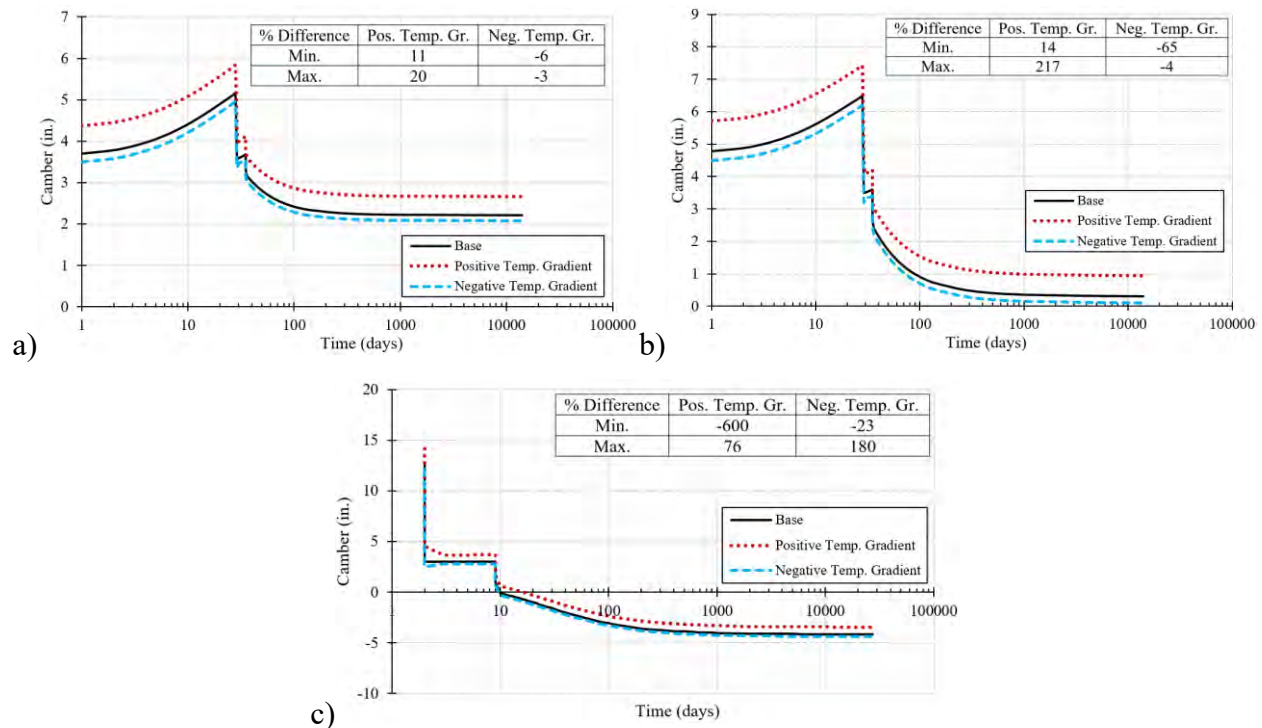 7
6
5
4
3
2
1
0
Camber (in.)
% Difference Pos. Temp. Gr. Neg. Temp. Gr.
Min. 11 -6
Max. 20 -3
Base
Positive Temp. Gradient
Negative Temp. Gradient
1 10 100 1000 10000 100000
Time (days)
a)
9
8
7
6
5
4
3
2
1
0
Camber (in.)
% Difference Pos. Temp. Gr. Neg. Temp. Gr.
Min. 14 -65
Max. 217 -4
Base
Positive Temp. Gradient
Negative Temp. Gradient
1 10 100 1000 10000 100000
Time (days)
b)
20
15
10
5
0
-5
-10
Camber (in.)
% Difference Pos. Temp. Gr. Neg. Temp. Gr.
Min. -600 -23
Max. 76 180
Base
Positive Temp. Gradient
Negative Temp. Gradient
10 100 1000 10000 100000
Time (days)
c)